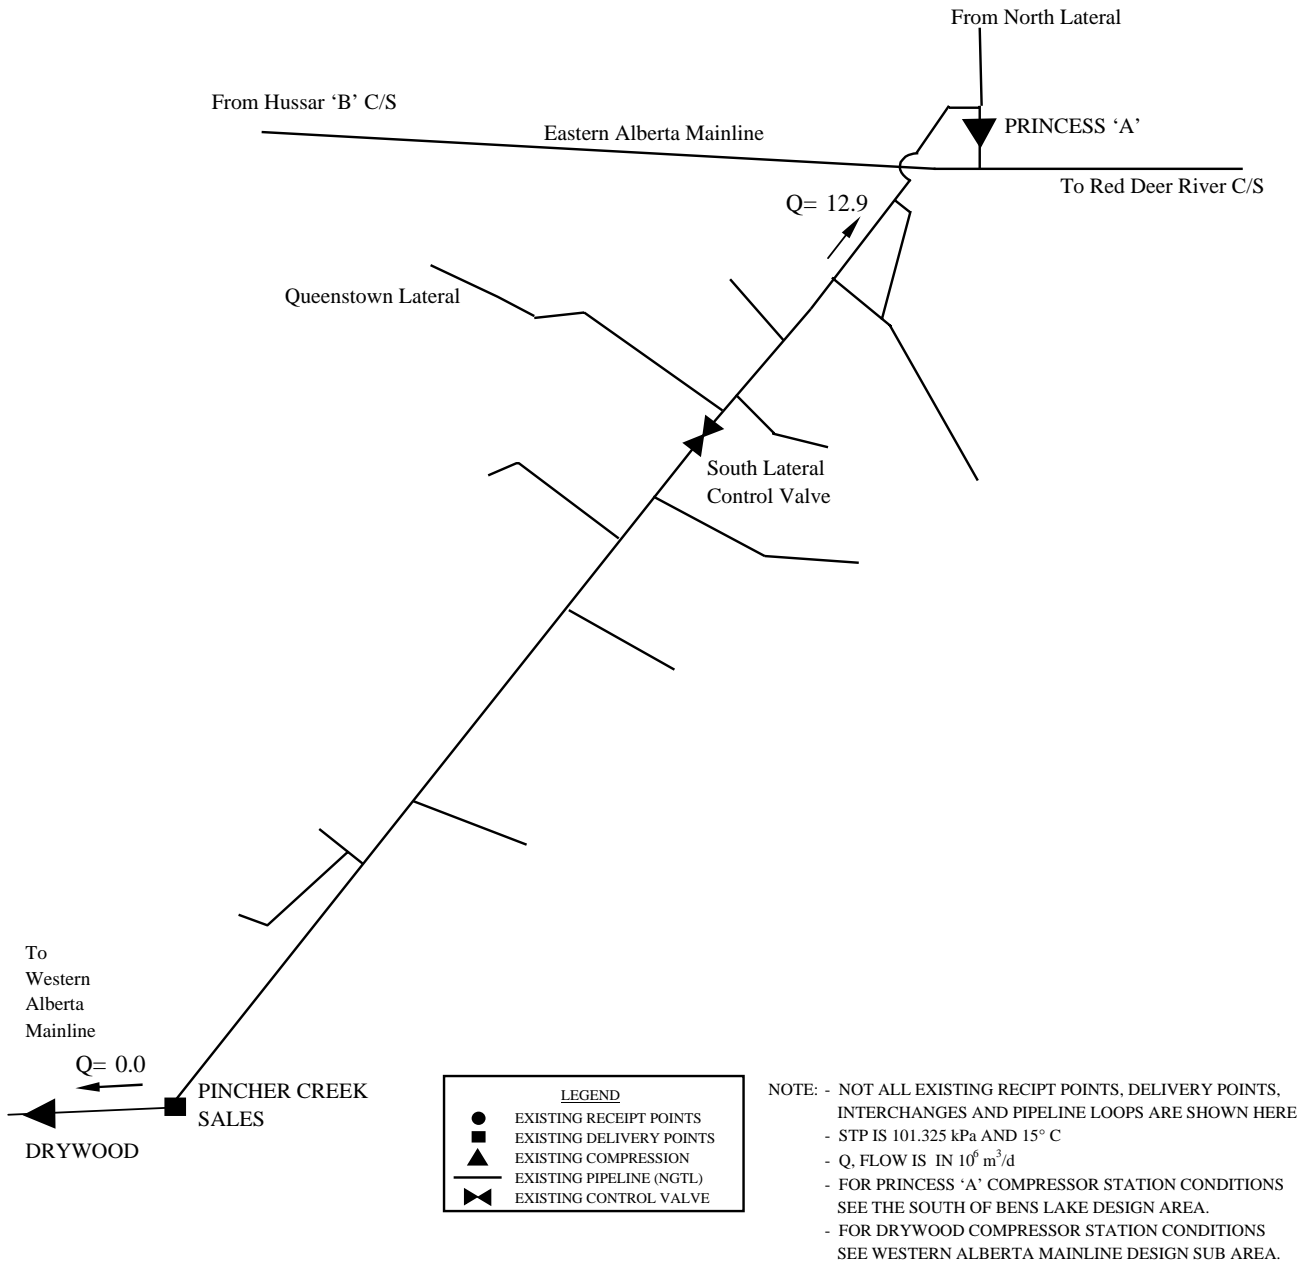 From North Lateral
From Hussar ‘B’ C/S
Eastern Alberta Mainline
PRINCESS ‘A’
To Red Deer River C/S
Q= 12.9
Queenstown Lateral
South Lateral
Control Valve
To
Western
Alberta
Mainline
Q= 0.0
PINCHER CREEK
SALES
DRYWOOD
LEGEND
EXISTING RECEIPT POINTS
EXISTING DELIVERY POINTS
EXISTING COMPRESSION
EXISTING PIPELINE (NGTL)
EXISTING CONTROL VALVE
NOTE: - NOT ALL EXISTING RECIPT POINTS, DELIVERY POINTS,
INTERCHANGES AND PIPELINE LOOPS ARE SHOWN HERE
- STP IS 101.325 kPa AND 15° C
- Q, FLOW IS IN 10⁶ m³/d
- FOR PRINCESS ‘A’ COMPRESSOR STATION CONDITIONS
SEE THE SOUTH OF BENS LAKE DESIGN AREA.
- FOR DRYWOOD COMPRESSOR STATION CONDITIONS
SEE WESTERN ALBERTA MAINLINE DESIGN SUB AREA.